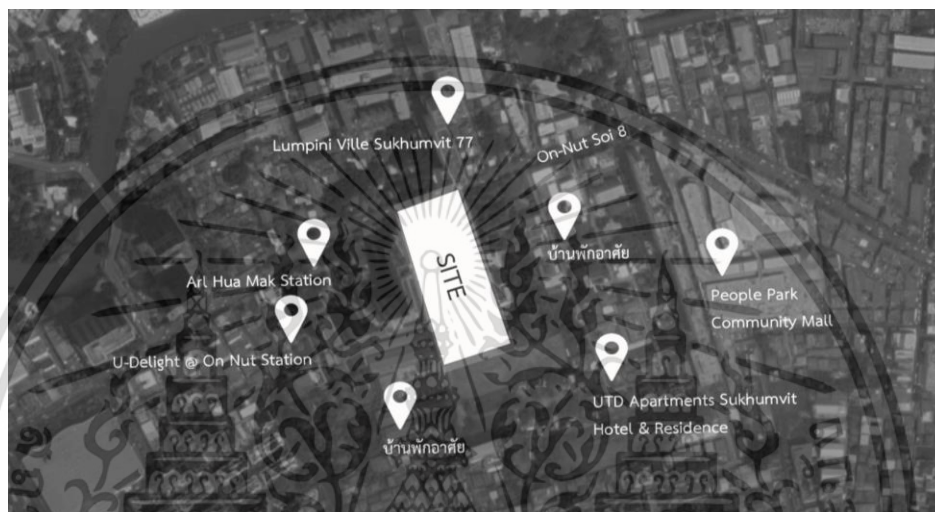 Lumpini Ville Sukhumvit 77
On-Nut Soi 8
บ้านพักอาศัย
SITE
Arl Hua Mak Station
People Park
Community Mall
U-Delight @ On Nut Station
UTD Apartments Sukhumvit
Hotel & Residence
บ้านพักอาศัย